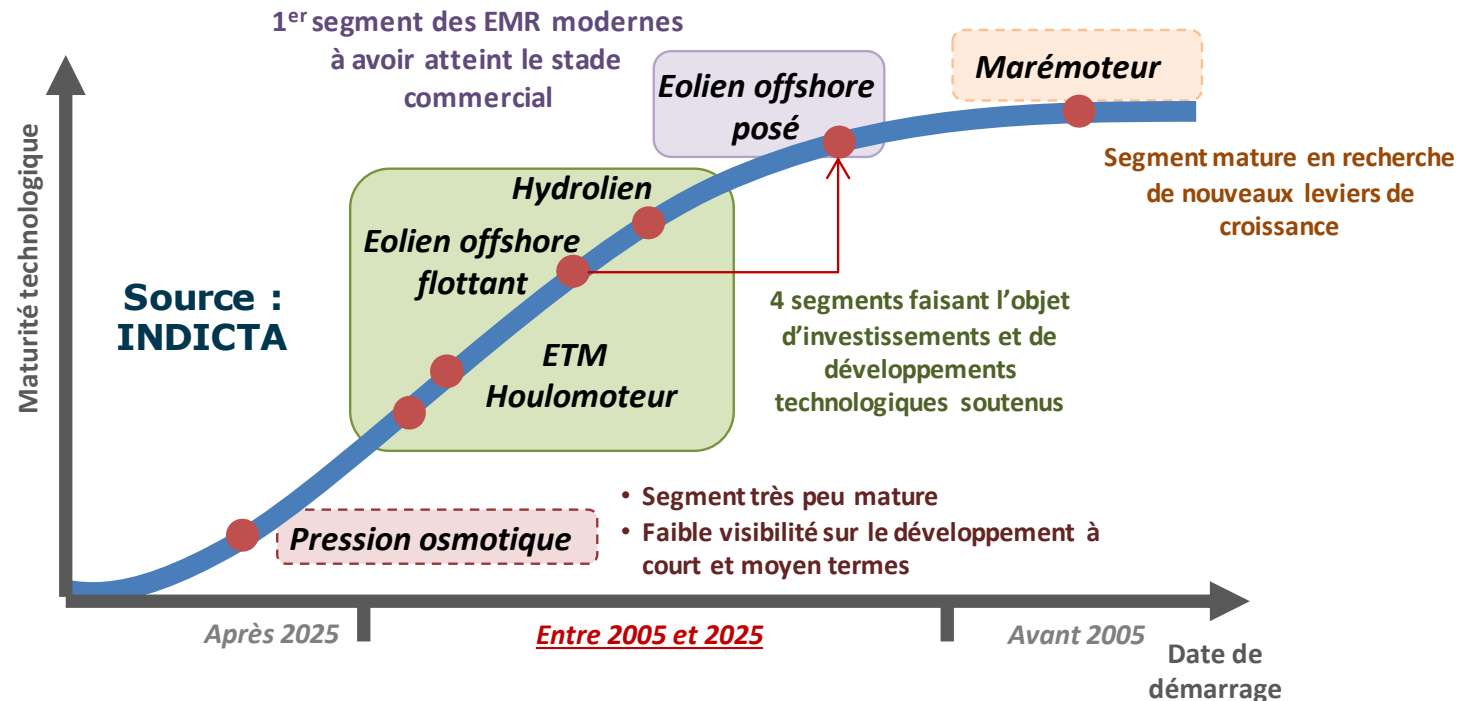 1er segment des EMR modernes
à avoir atteint le stade
commercial
Eolien offshore
posé
Marémoteur
Maturité technologique
Segment mature en recherche
de nouveaux leviers de
croissance
Hydrolien
Eolien offshore
flottant
Source :
INDICTA
ETM
Houlomoteur
4 segments faisant l’objet
d’investissements et de
développements
technologiques soutenus
Pression osmotique
• Segment très peu mature
• Faible visibilité sur le développement à
court et moyen termes
Après 2025
Entre 2005 et 2025
Avant 2005
Date de
démarrage